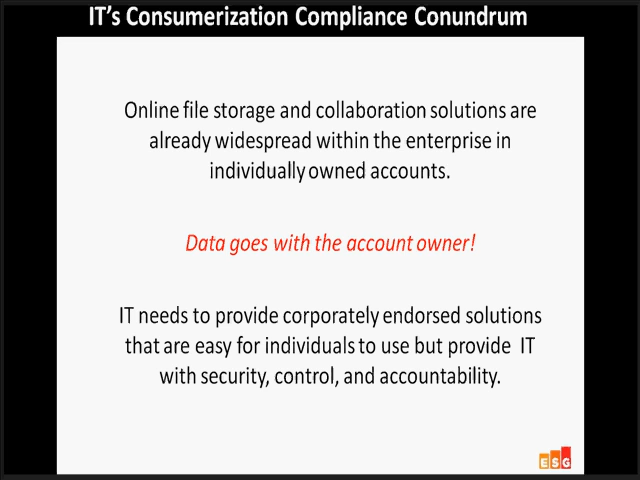 IT's Consumerization Compliance Conundrum
Online file storage and collaboration solutions are
already widespread within the enterprise in
individually owned accounts.
Data goes with the account owner!
IT needs to provide corporately endorsed solutions
that are easy for individuals to use but provide IT
with security, control, and accountability.
ESG